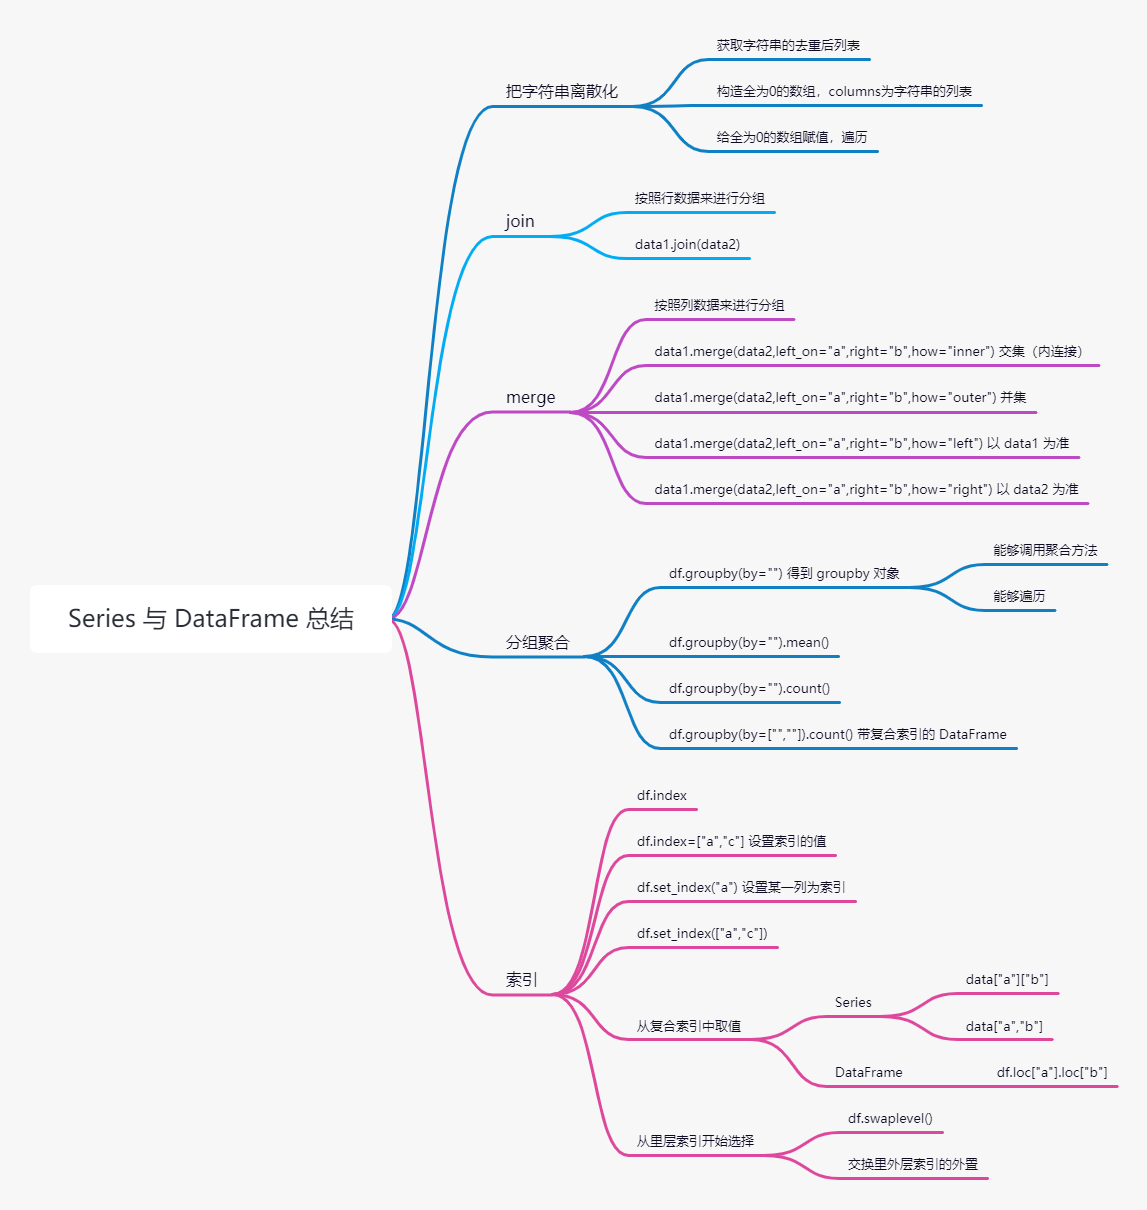 Series 与 DataFrame 总结
把字符串离散化
获取字符串的去重后列表
构造全为0的数组，columns为字符串的列表
给全为0的数组赋值，遍历
join
按照行数据来进行分组
data1.join(data2)
merge
按照列数据来进行分组
data1.merge(data2,left_on="a",right="b",how="inner") 交集（内连接）
data1.merge(data2,left_on="a",right="b",how="outer") 并集
data1.merge(data2,left_on="a",right="b",how="left") 以 data1 为准
data1.merge(data2,left_on="a",right="b",how="right") 以 data2 为准
分组聚合
df.groupby(by="") 得到 groupby 对象
能够调用聚合方法
能够遍历
df.groupby(by="").mean()
df.groupby(by="").count()
df.groupby(by=["",""]).count() 带复合索引的 DataFrame
索引
df.index
df.index=["a","c"] 设置索引的值
df.set_index("a") 设置某一列为索引
df.set_index(["a","c"])
从复合索引中取值
Series
data["a"]["b"]
data["a","b"]
DataFrame
df.loc["a"].loc["b"]
从里层索引开始选择
df.swaplevel()
交换里外层索引的外置